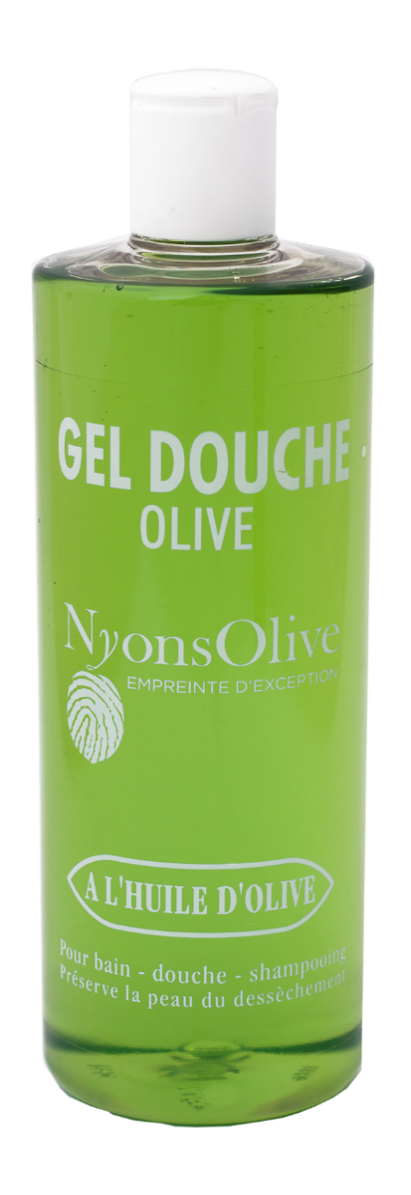 GEL DOUCHE
OLIVE
NyonsOlive
EMPREINTE D'EXCEPTION
A L'HUILE D'OLIVE
Pour bain - douche - shampooing
Préserve la peau du dessèchement